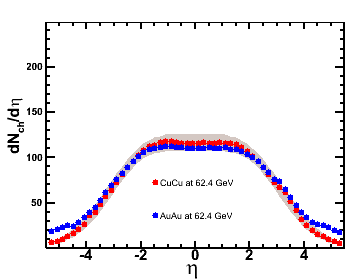 dN_ch/dη
200
150
100
50
CuCu at 62.4 GeV
AuAu at 62.4 GeV
-4 -2 0 2 4
η